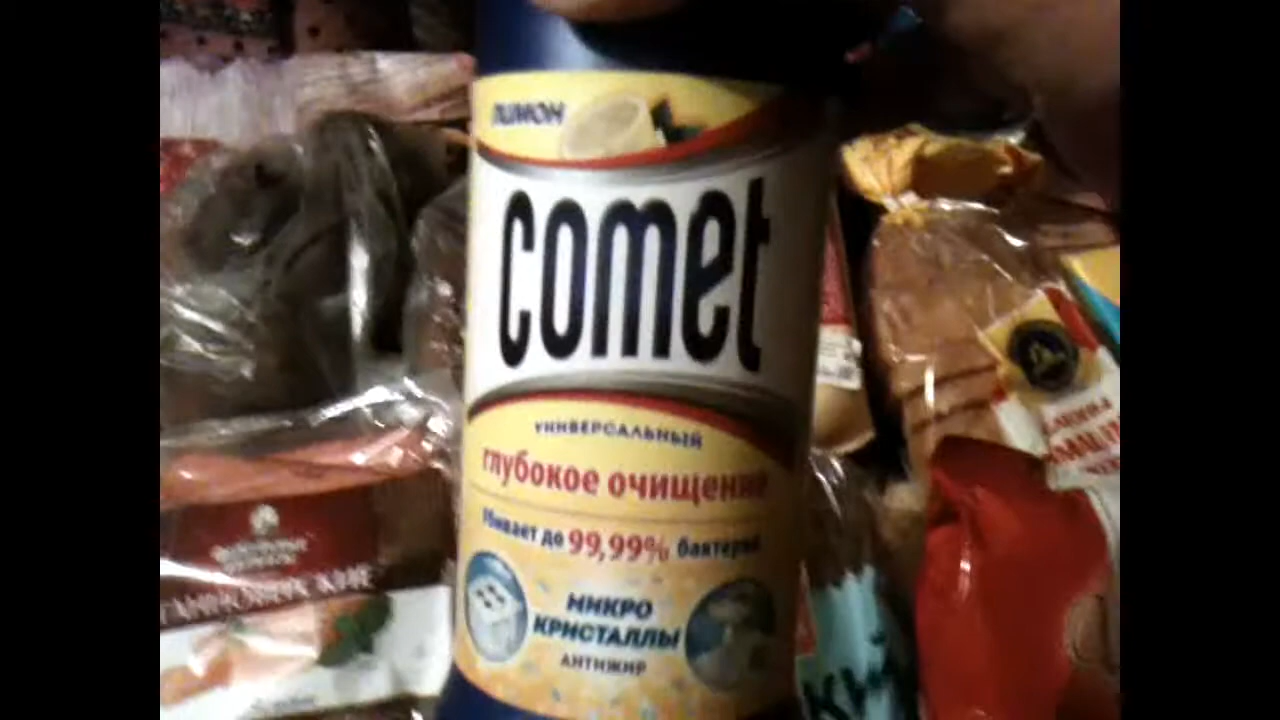 ЛИМОН
comet
УНИВЕРСАЛЬНЫЙ
глубокое очищение
Убивает до 99,99% бактерий
МИКРО
КРИСТАЛЛЫ
АНТИЖИР